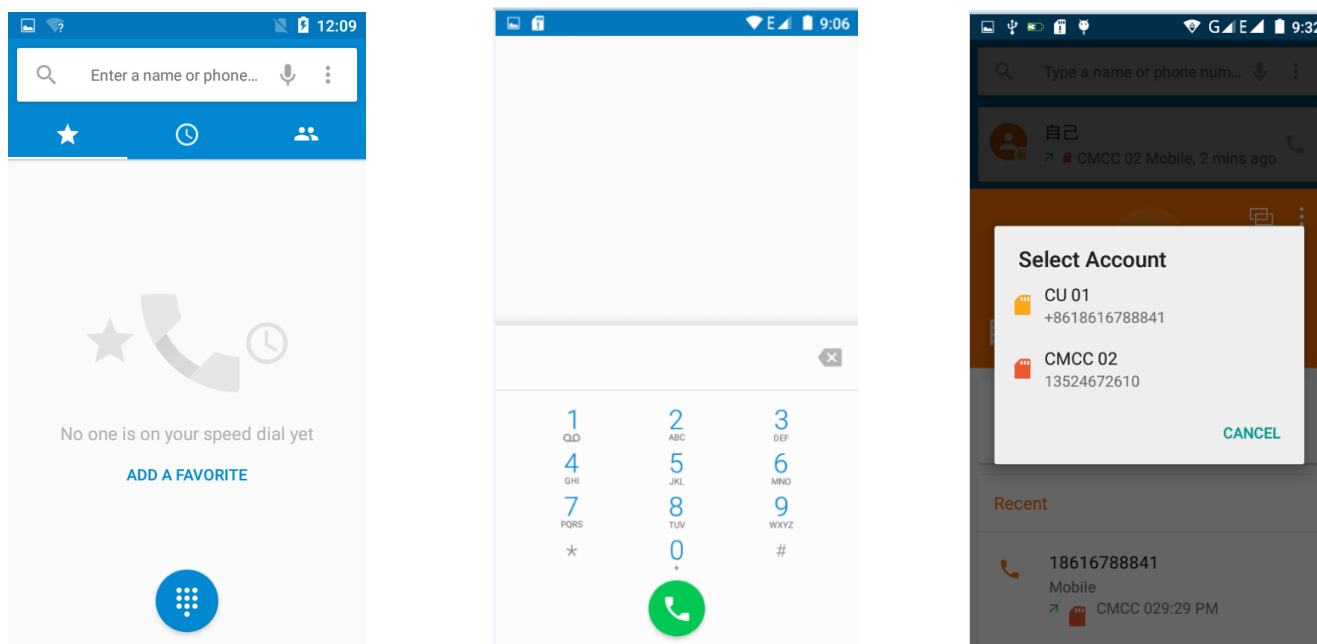 12:09
Enter a name or phone...
No one is on your speed dial yet
ADD A FAVORITE
E 9:06
1
2 ABC
3 DEF
4 GHI
5 JKL
6 MNO
7 PQRS
8 TUV
9 WXYZ
*
0 +
#
G E 9:32
Type a name or phone num...
自己
CMCC 02 Mobile, 2 mins ago
Select Account
CU 01
+8618616788841
CMCC 02
13524672610
CANCEL
Recent
18616788841
Mobile
CMCC 029:29 PM